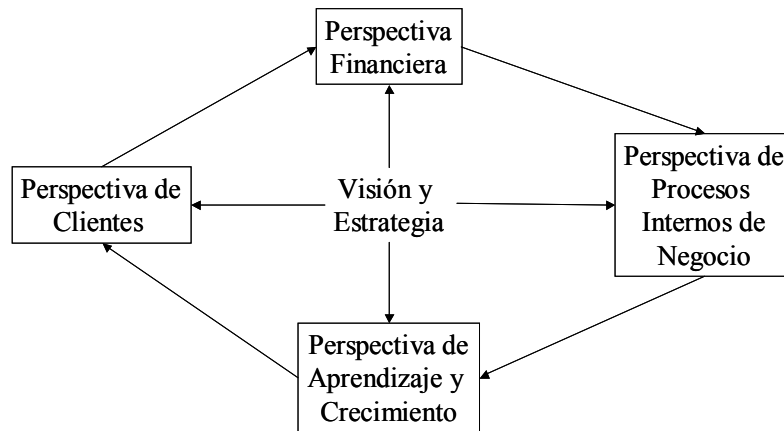 Perspectiva
Financiera
Perspectiva de
Clientes
Visión y
Estrategia
Perspectiva de
Procesos
Internos de
Negocio
Perspectiva de
Aprendizaje y
Crecimiento